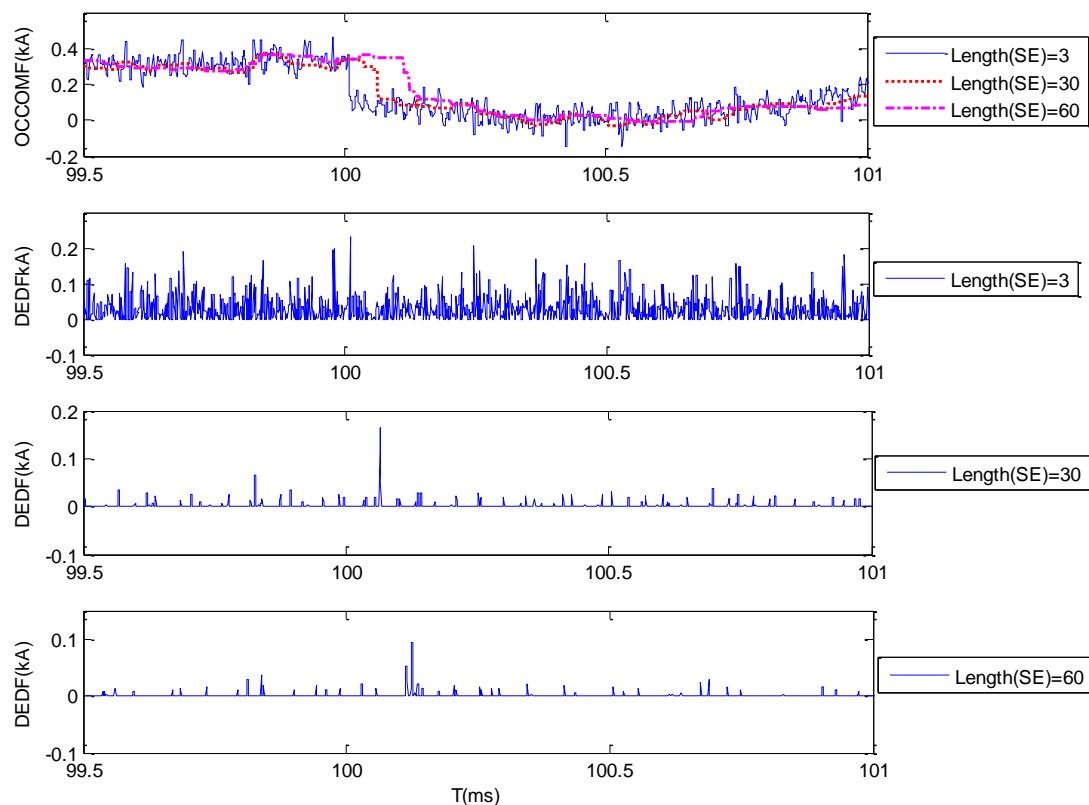 OCCOMF(kA)
0.4
0.2
0
-0.2
99.5 100 100.5 101
Length(SE)=3
Length(SE)=30
Length(SE)=60
DEDF(kA)
0.2
0.1
0
-0.1
99.5 100 100.5 101
Length(SE)=3
DEDF(kA)
0.2
0.1
0
-0.1
99.5 100 100.5 101
Length(SE)=30
DEDF(kA)
0.1
0
-0.1
99.5 100 100.5 101
Length(SE)=60
T(ms)